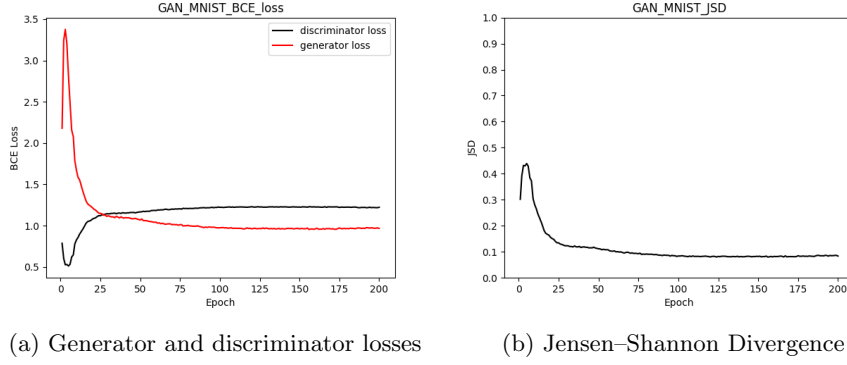 GAN_MNIST_BCE_loss
3.5
3.0
2.5
2.0
1.5
1.0
0.5
BCE Loss
discriminator loss
generator loss
0 25 50 75 100 125 150 175 200
Epoch
(a) Generator and discriminator losses
GAN_MNIST_JSD
1.0
0.9
0.8
0.7
0.6
0.5
0.4
0.3
0.2
0.1
0.0
JSD
0 25 50 75 100 125 150 175 200
Epoch
(b) Jensen–Shannon Divergence